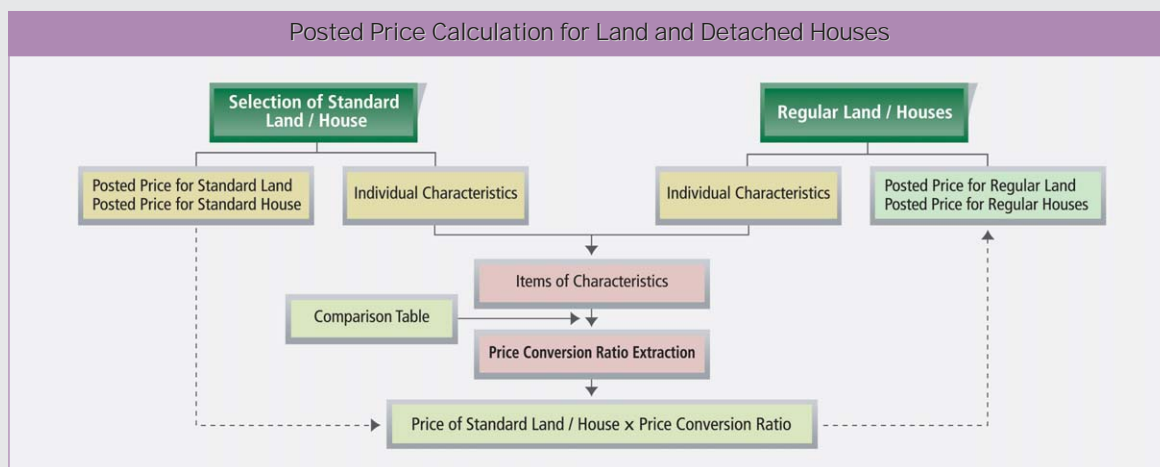 Posted Price Calculation for Land and Detached Houses
Selection of Standard
Land / House
Regular Land / Houses
Posted Price for Standard Land
Posted Price for Standard House
Individual Characteristics
Individual Characteristics
Posted Price for Regular Land
Posted Price for Regular Houses
Items of Characteristics
Comparison Table
Price Conversion Ratio Extraction
Price of Standard Land / House x Price Conversion Ratio